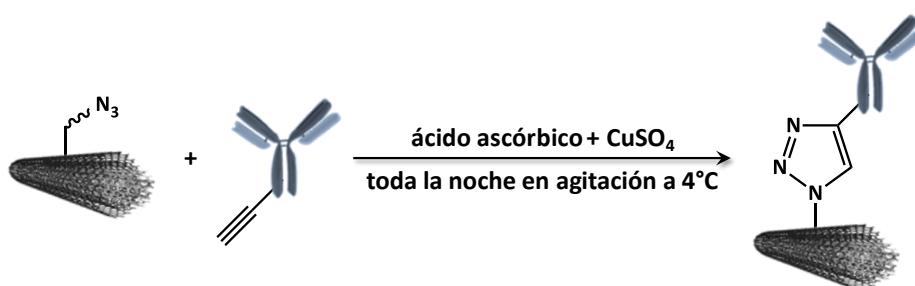 N₃
+
ácido ascórbico + CuSO₄
toda la noche en agitación a 4°C
N
N
N